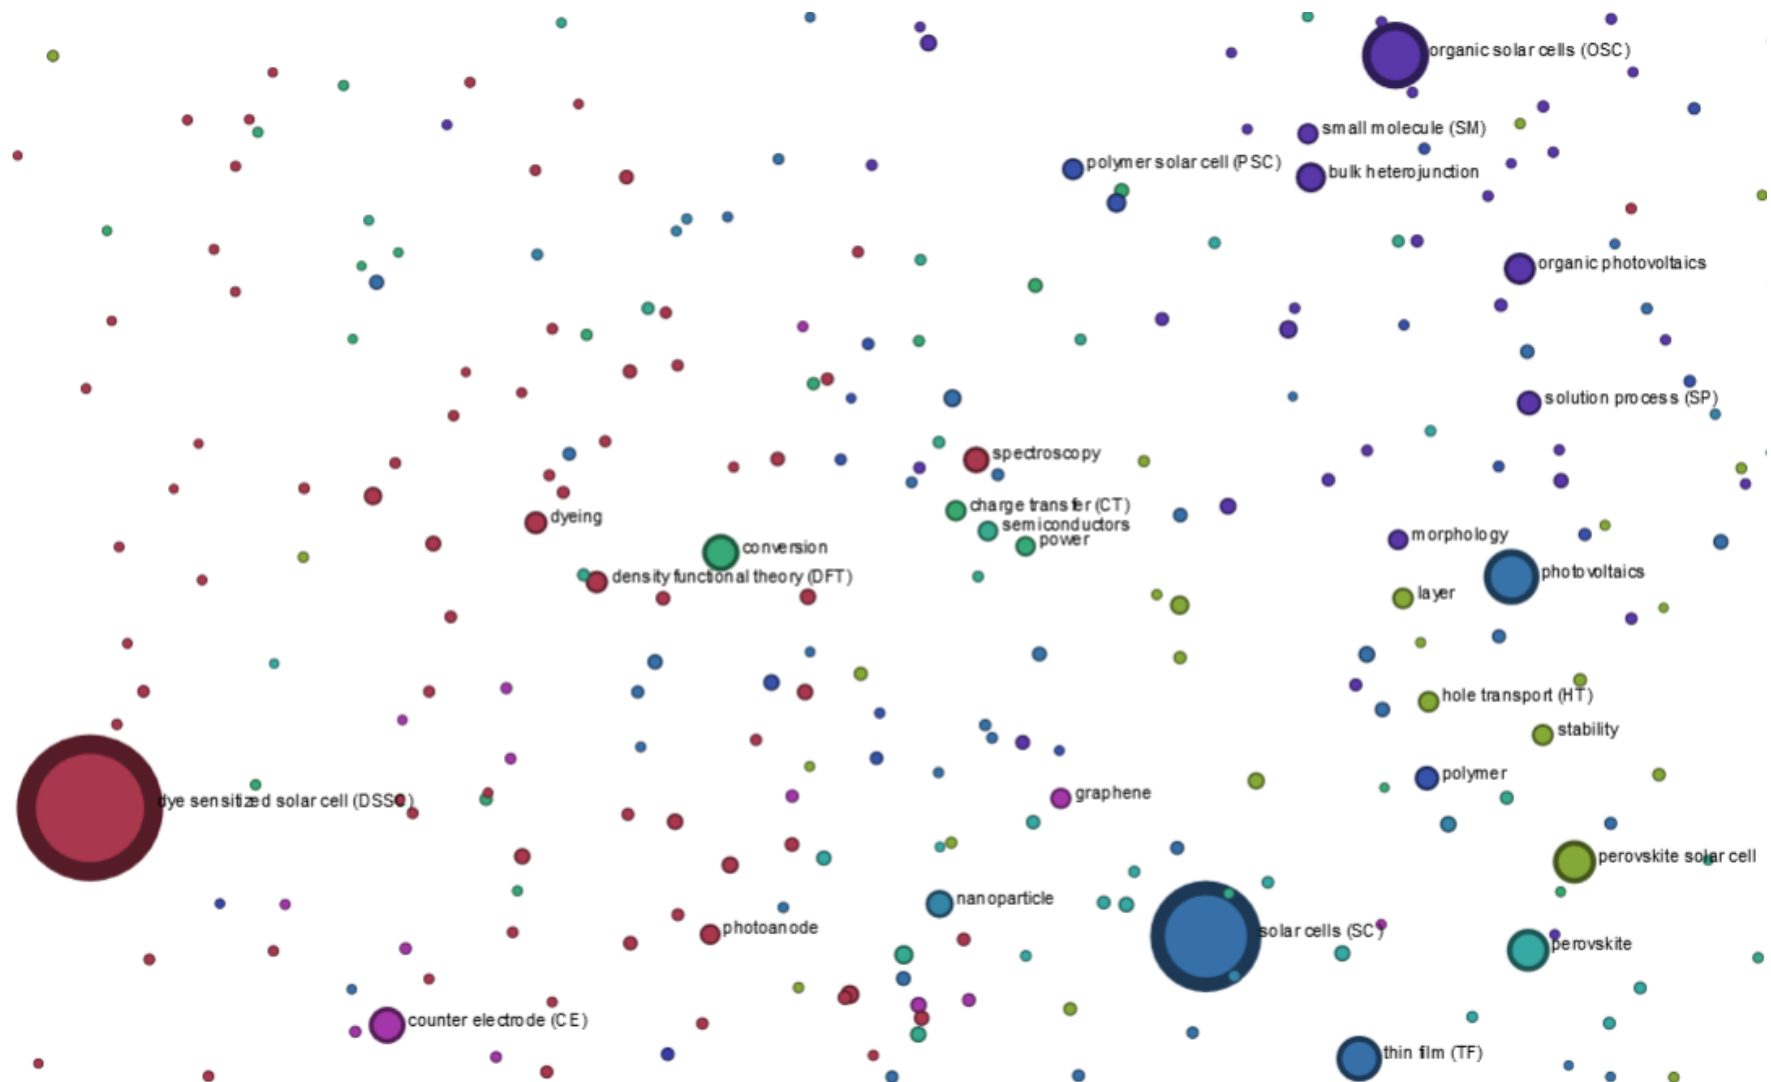 organic solar cells (OSC)
small molecule (SM)
polymer solar cell (PSC)
bulk heterojunction
organic photovoltaics
solution process (SP)
spectroscopy
charge transfer (CT)
dyeing
semiconductors
morphology
power
conversion
photovoltaics
density functional theory (DFT)
layer
hole transport (HT)
stability
polymer
graphene
dye sensitized solar cell (DSSC)
perovskite solar cell
nanoparticle
photoanode
solar cells (SC)
perovskite
counter electrode (CE)
thin film (TF)